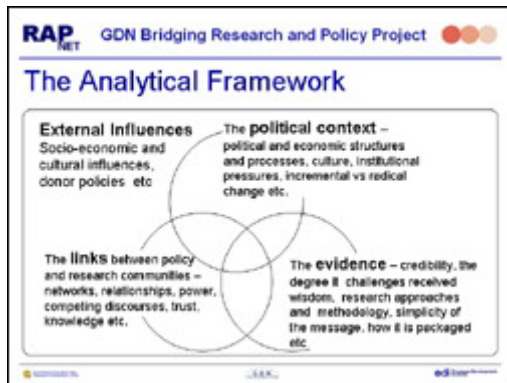 RAP NET GDN Bridging Research and Policy Project
The Analytical Framework
External Influences
Socio-economic and
cultural influences,
donor policies etc
The political context –
political and economic structures
and processes, culture, institutional
pressures, incremental vs radical
change etc.
The links between policy
and research communities –
networks, relationships, power,
competing discourses, trust,
knowledge etc.
The evidence – credibility, the
degree it challenges received
wisdom, research approaches
and methodology, simplicity of
the message, how it is packaged
etc